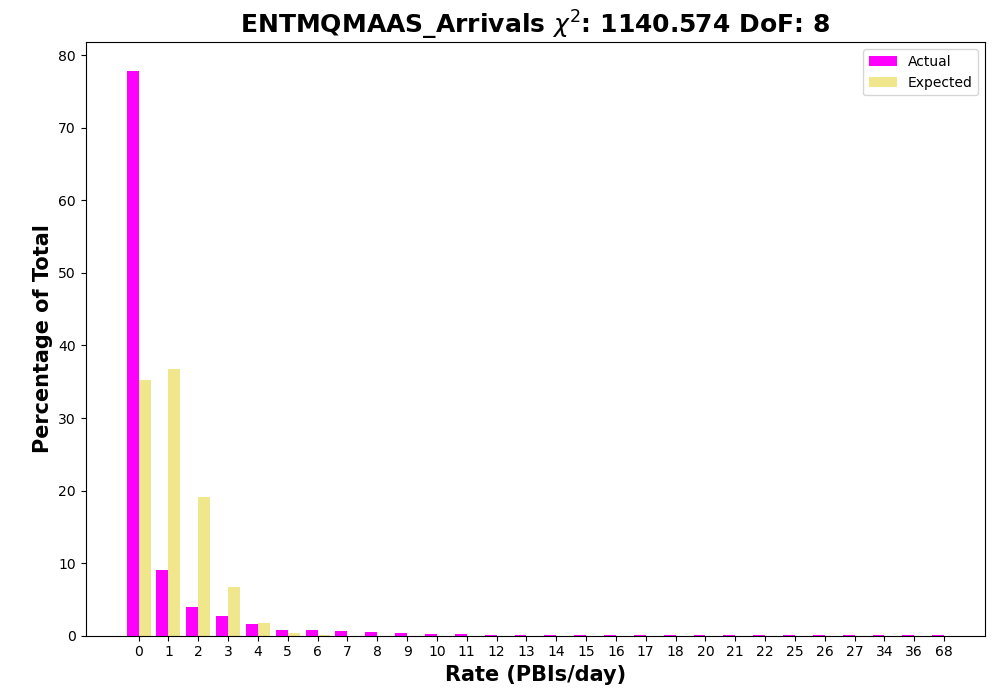 ENTMQMAAS_Arrivals χ²: 1140.574 DoF: 8
Actual
Expected
80
70
60
50
40
30
20
10
0
Percentage of Total
0 1 2 3 4 5 6 7 8 9 10 11 12 13 14 15 16 17 18 20 21 22 25 26 27 34 36 68
Rate (PBIs/day)